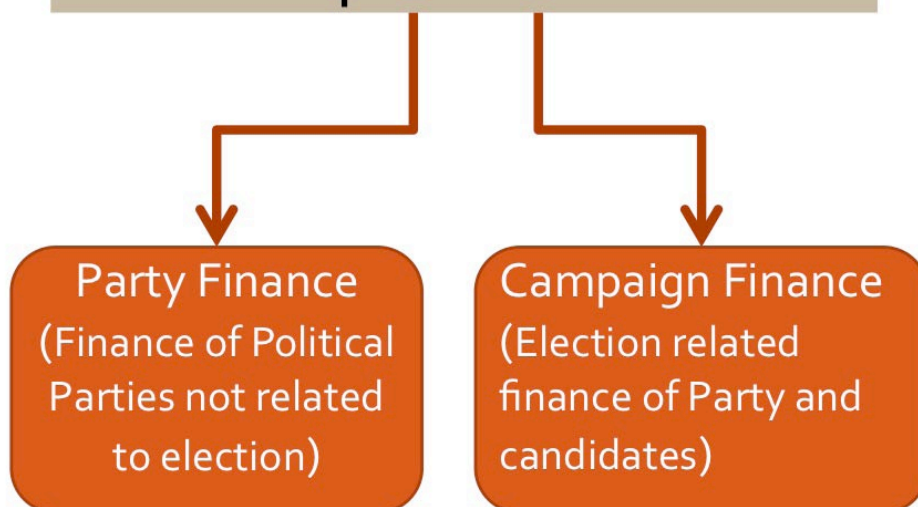 Party Finance
(Finance of Political
Parties not related
to election)
Campaign Finance
(Election related
finance of Party and
candidates)